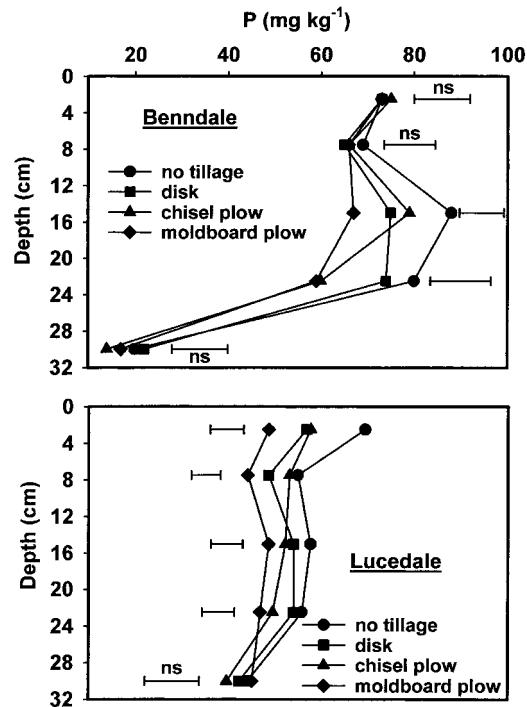 P (mg kg⁻¹)
20 40 60 80 100
0
4
8
12
16
20
24
28
32
Depth (cm)
Benndale
no tillage
disk
chisel plow
moldboard plow
ns
ns
ns
0
4
8
12
16
20
24
28
32
Depth (cm)
Lucedale
no tillage
disk
chisel plow
moldboard plow
ns